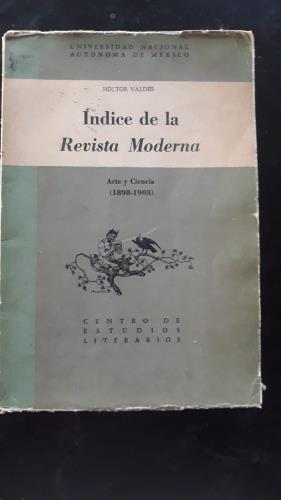 UNIVERSIDAD NACIONAL
AUTÓNOMA DE MÉXICO
HÉCTOR VALDÉS
Índice de la
Revista Moderna
Arte y Ciencia
(1898-1903)
CENTRO DE
ESTUDIOS
LITERARIOS